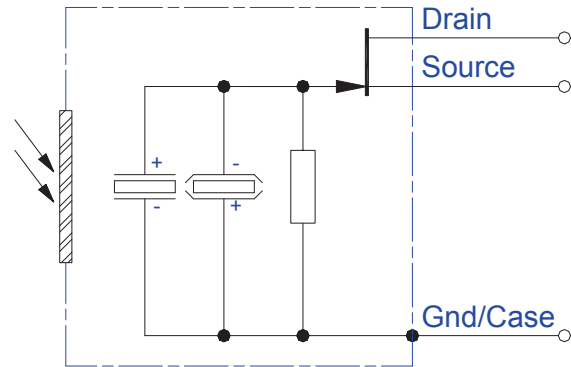 Drain
Source
+ -
- +
Gnd/Case